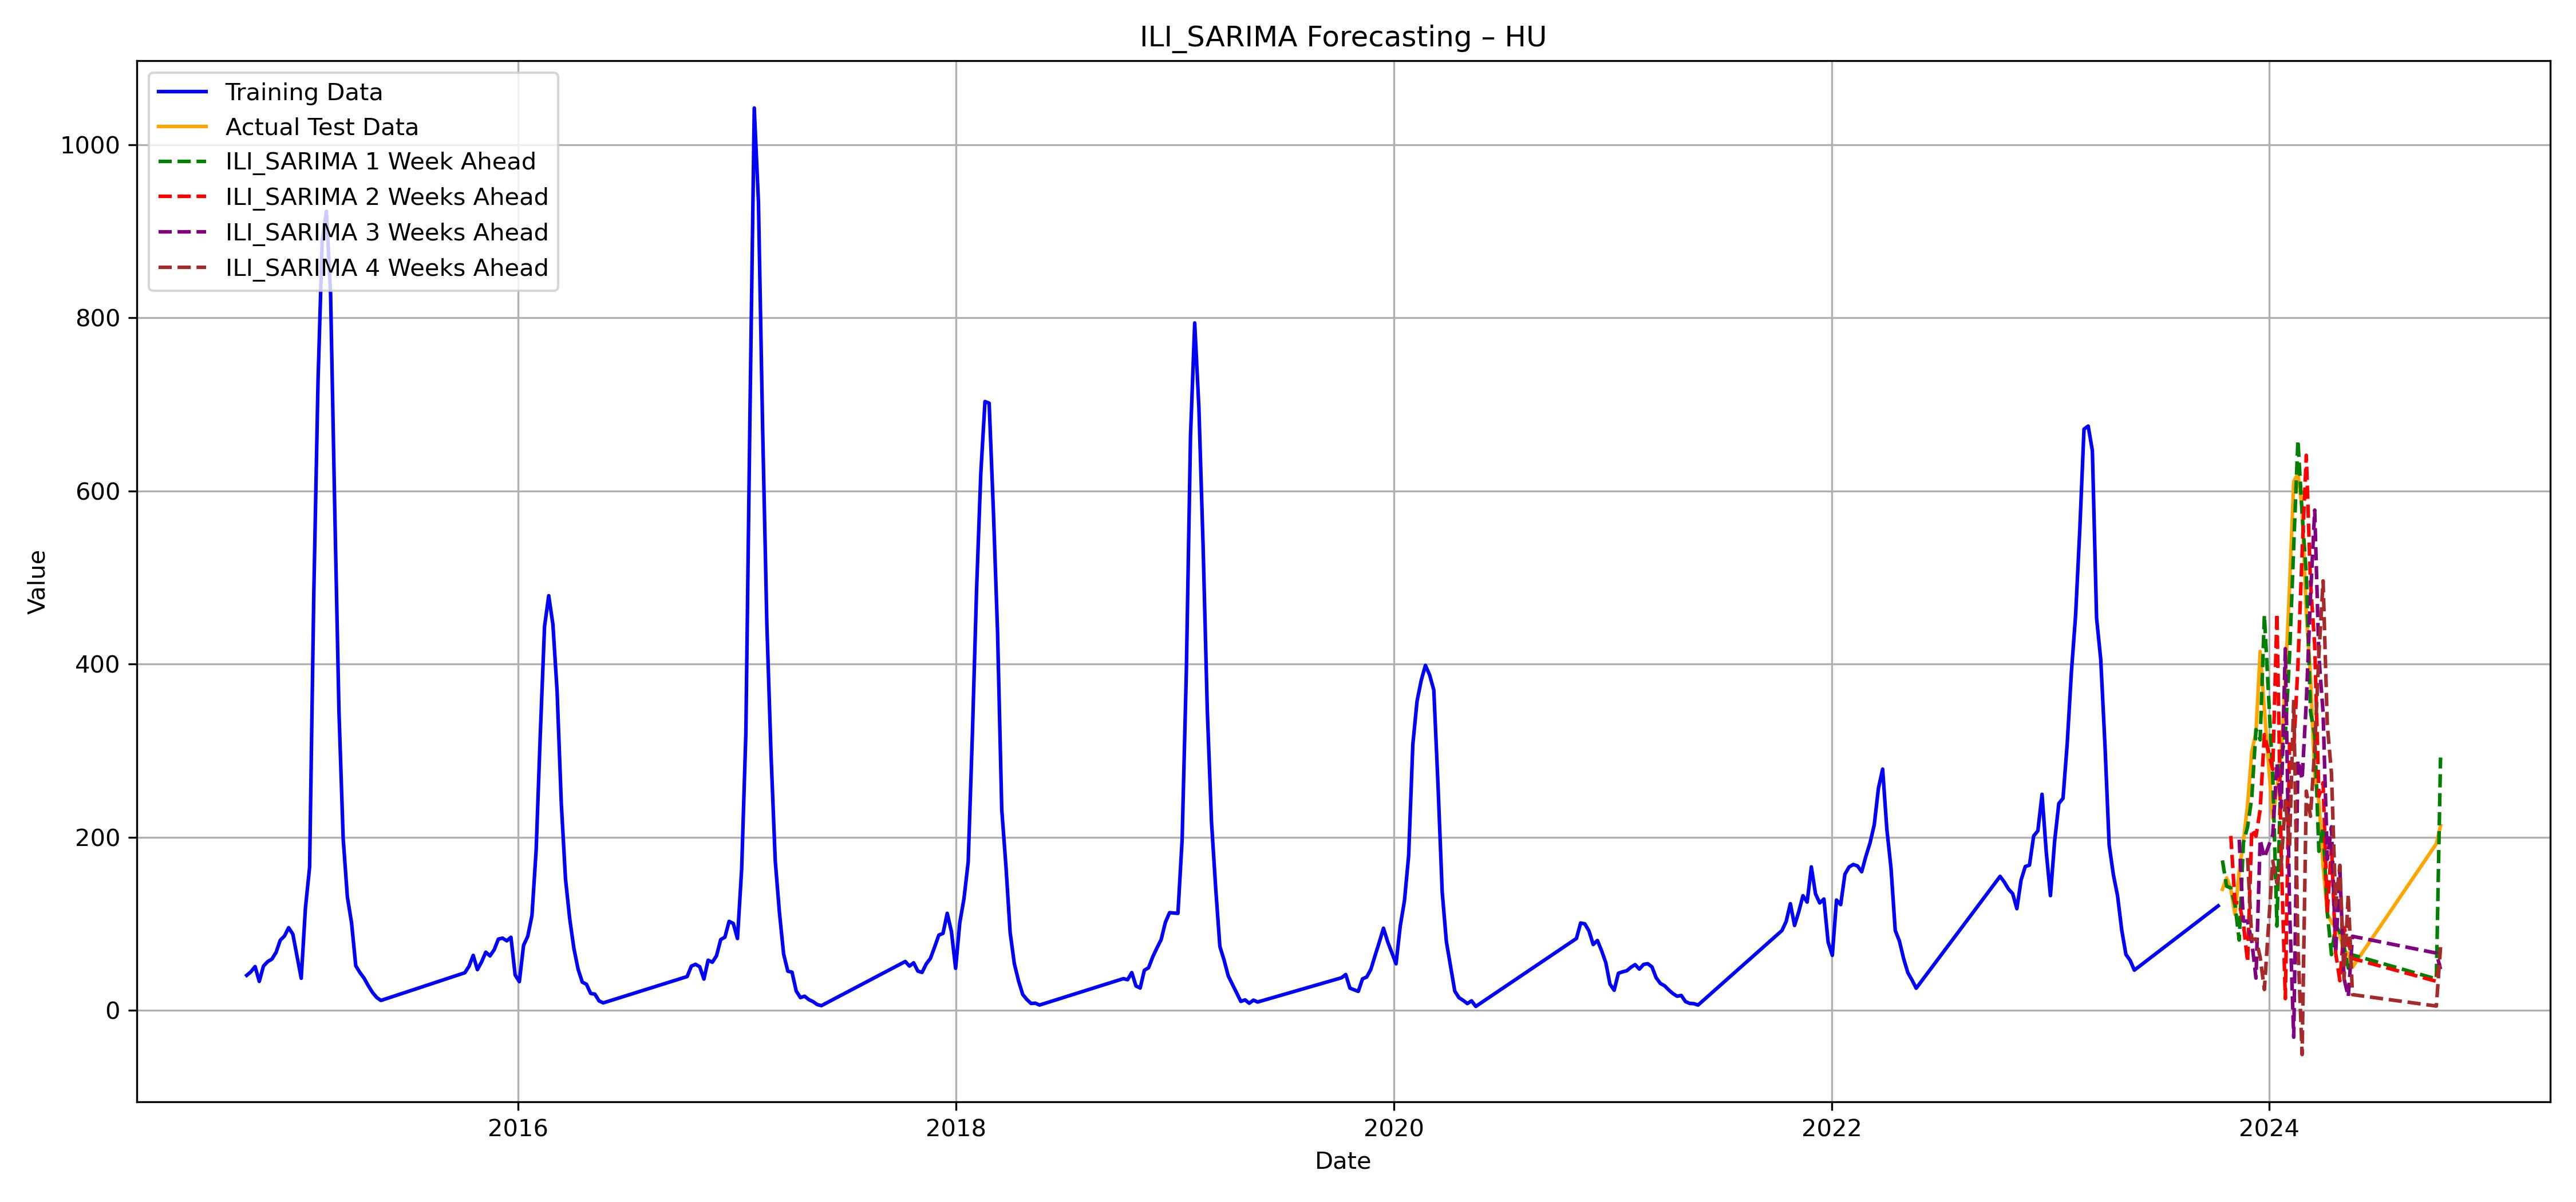 ILI_SARIMA Forecasting – HU
Training Data
Actual Test Data
ILI_SARIMA 1 Week Ahead
ILI_SARIMA 2 Weeks Ahead
ILI_SARIMA 3 Weeks Ahead
ILI_SARIMA 4 Weeks Ahead
1000
800
600
400
200
0
Value
2016
2018
2020
2022
2024
Date